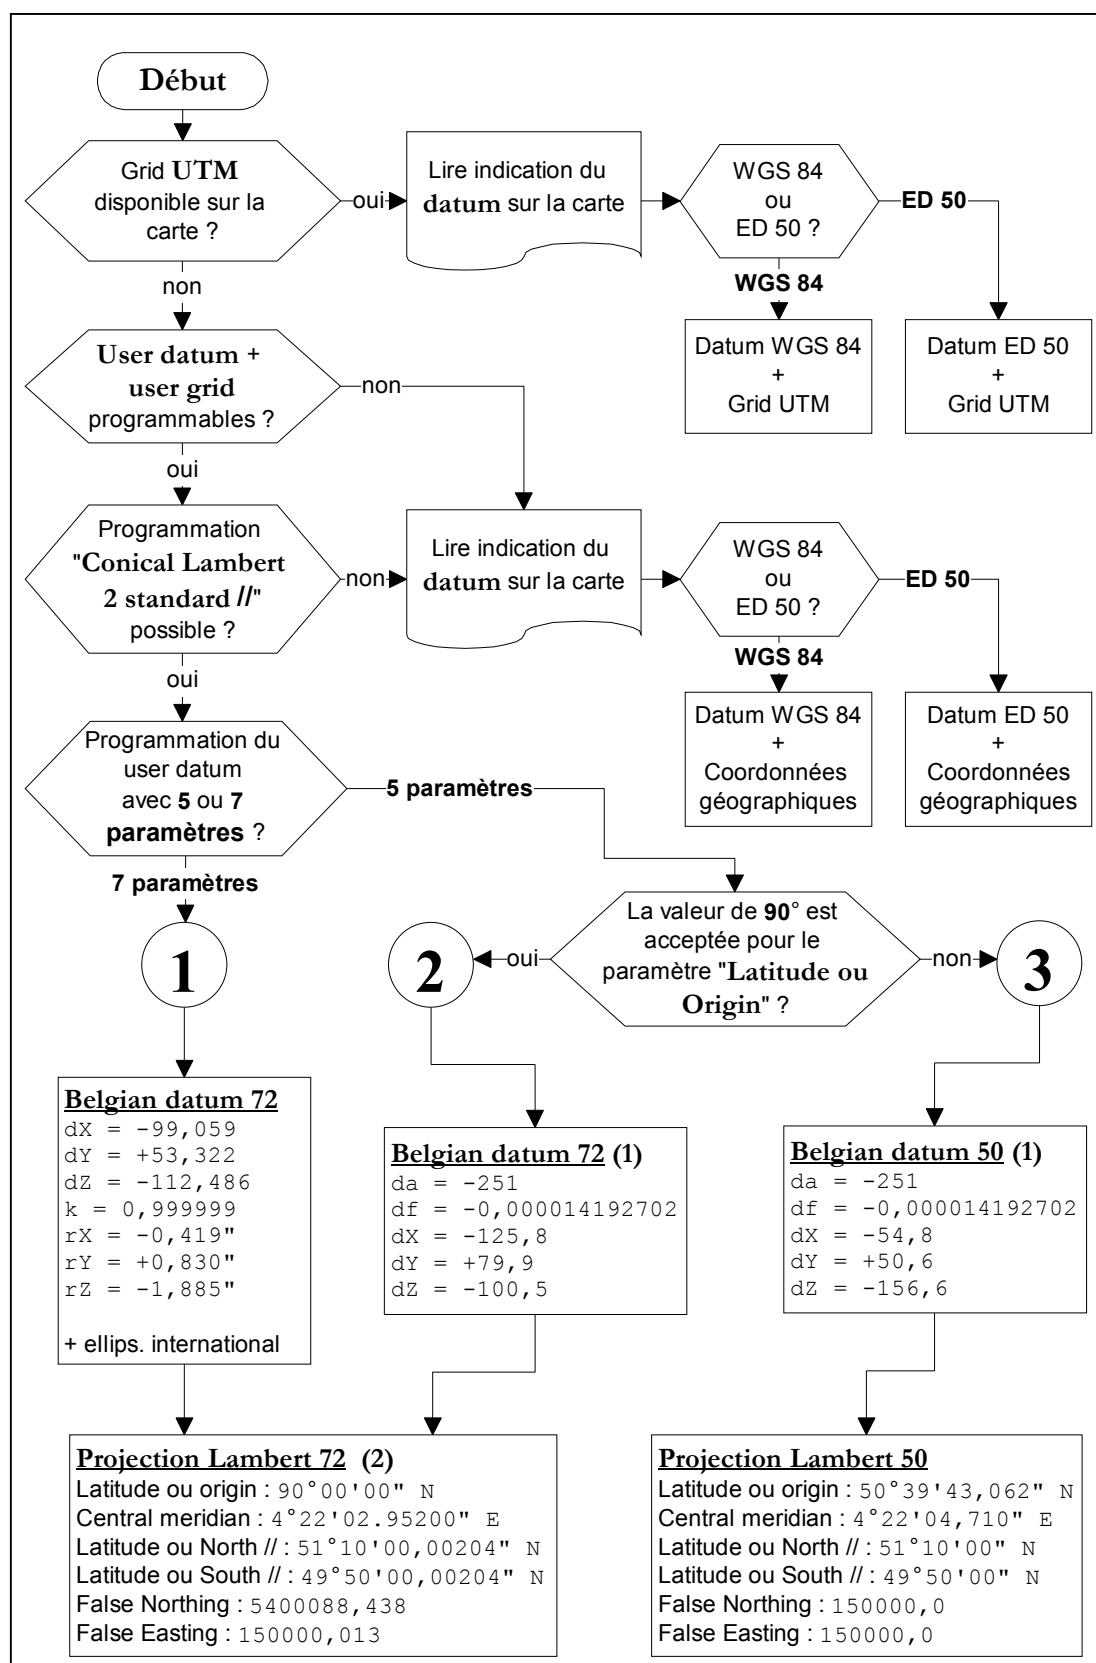 Début
Grid UTM
disponible sur la
carte ?
oui
Lire indication du
datum sur la carte
WGS 84
ou
ED 50 ?
ED 50
WGS 84
non
Datum WGS 84
+
Grid UTM
Datum ED 50
+
Grid UTM
User datum +
user grid
programmables ?
non
oui
Programmation
"Conical Lambert
2 standard //"
possible ?
non
Lire indication du
datum sur la carte
WGS 84
ou
ED 50 ?
ED 50
WGS 84
oui
Datum WGS 84
+
Coordonnées
géographiques
Datum ED 50
+
Coordonnées
géographiques
Programmation du
user datum
avec 5 ou 7
paramètres ?
5 paramètres
7 paramètres
La valeur de 90° est
acceptée pour le
paramètre "Latitude ou
Origin" ?
oui
non
1
2
3
Belgian datum 72
dX = -99,059
dY = +53,322
dZ = -112,486
k = 0,999999
rX = -0,419"
rY = +0,830"
rZ = -1,885"
+ ellips. international
Belgian datum 72 (1)
da = -251
df = -0,000014192702
dX = -125,8
dY = +79,9
dZ = -100,5
Belgian datum 50 (1)
da = -251
df = -0,000014192702
dX = -54,8
dY = +50,6
dZ = -156,6
Projection Lambert 72 (2)
Latitude ou origin : 90°00'00" N
Central meridian : 4°22'02.95200" E
Latitude ou North // : 51°10'00,00204" N
Latitude ou South // : 49°50'00,00204" N
False Northing : 5400088,438
False Easting : 150000,013
Projection Lambert 50
Latitude ou origin : 50°39'43,062" N
Central meridian : 4°22'04,710" E
Latitude ou North // : 51°10'00" N
Latitude ou South // : 49°50'00" N
False Northing : 150000,0
False Easting : 150000,0